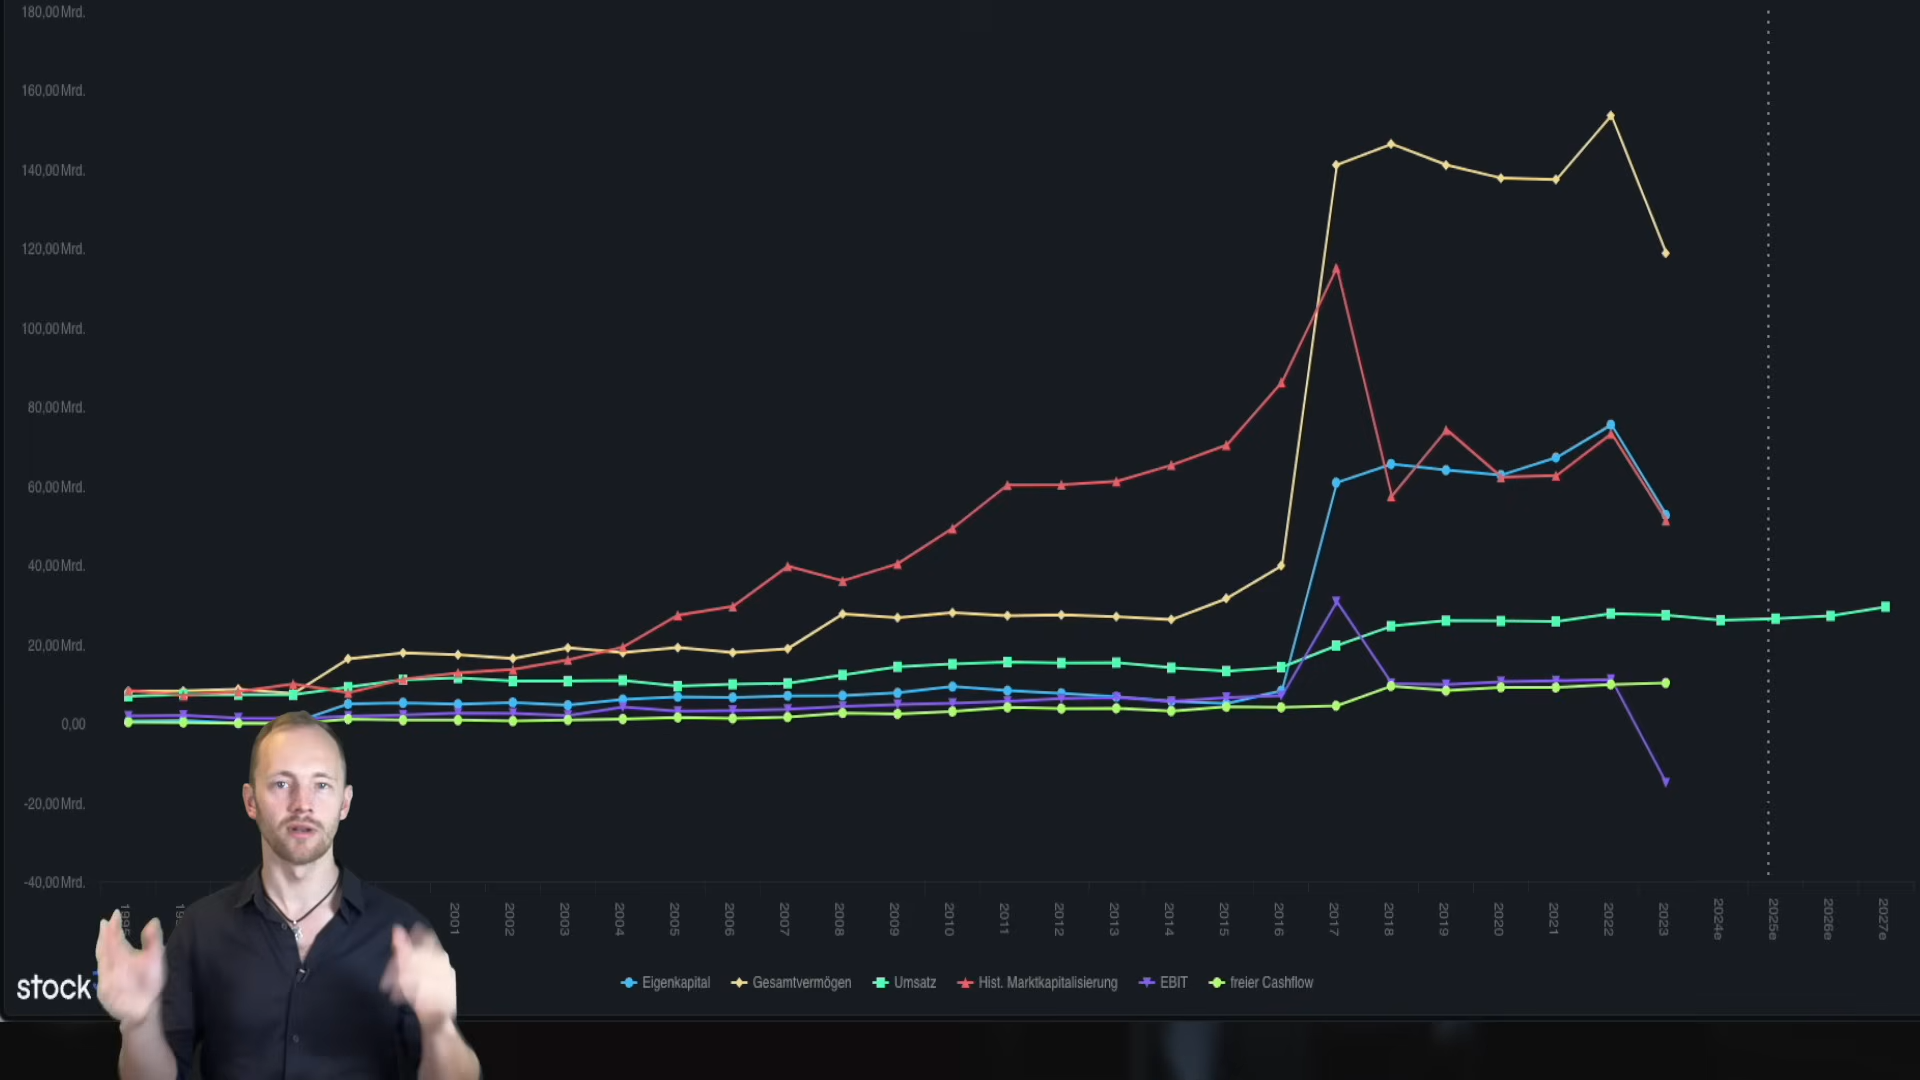 180,00 Mrd.
160,00 Mrd.
140,00 Mrd.
120,00 Mrd.
100,00 Mrd.
80,00 Mrd.
60,00 Mrd.
40,00 Mrd.
20,00 Mrd.
0,00
-20,00 Mrd.
-40,00 Mrd.
2001
2002
2003
2004
2005
2006
2007
2008
2009
2010
2011
2012
2013
2014
2015
2016
2017
2018
2019
2020
2021
2022
2023
2024e
2025e
2026e
2027e
Eigenkapital
Gesamtvermögen
Umsatz
Hist. Marktkapitalisierung
EBIT
freier Cashflow
stock